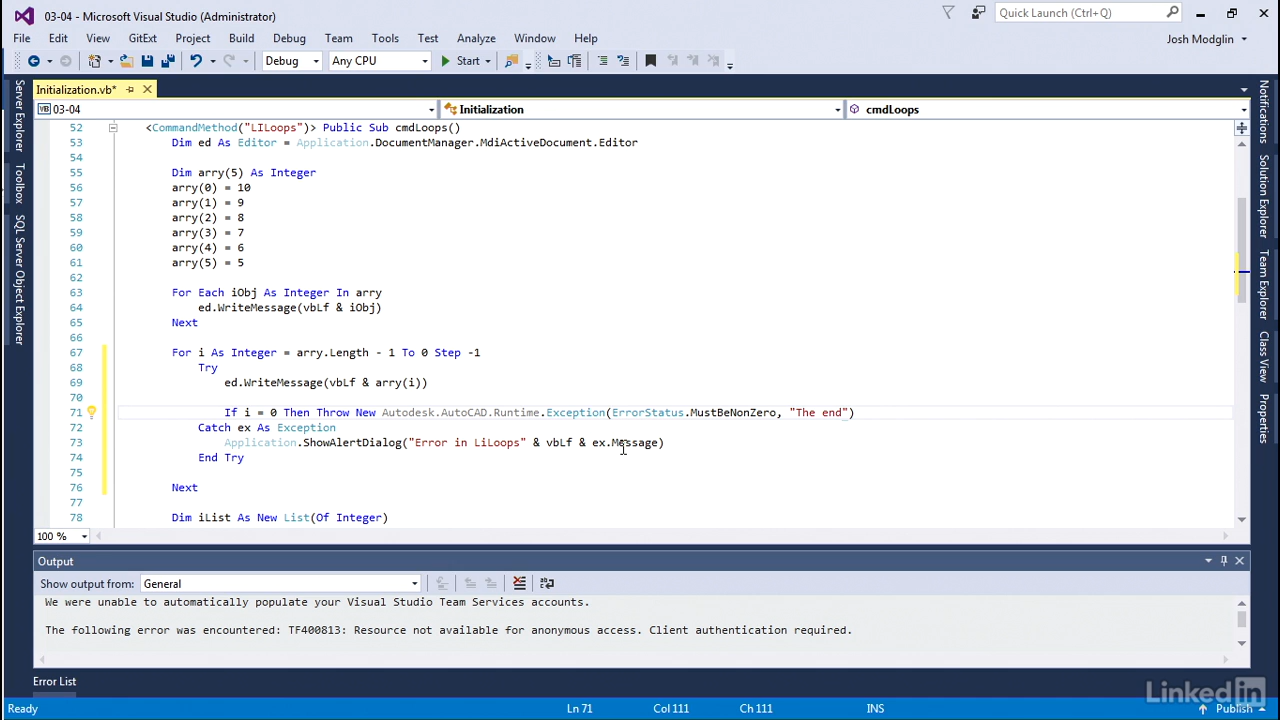 03-04 - Microsoft Visual Studio (Administrator)
Quick Launch (Ctrl+Q)
File Edit View GitExt Project Build Debug Team Tools Test Analyze Window Help
Josh Modglin
Debug Any CPU Start
Initialization.vb*
03-04 Initialization cmdLoops
52 <CommandMethod("LILoops")> Public Sub cmdLoops()
53 Dim ed As Editor = Application.DocumentManager.MdiActiveDocument.Editor
54
55 Dim arry(5) As Integer
56 arry(0) = 10
57 arry(1) = 9
58 arry(2) = 8
59 arry(3) = 7
60 arry(4) = 6
61 arry(5) = 5
62
63 For Each iObj As Integer In arry
64 ed.WriteMessage(vbLf & iObj)
65 Next
66
67 For i As Integer = arry.Length - 1 To 0 Step -1
68 Try
69 ed.WriteMessage(vbLf & arry(i))
70
71 If i = 0 Then Throw New Autodesk.AutoCAD.Runtime.Exception(ErrorStatus.MustBeNonZero, "The end")
72 Catch ex As Exception
73 Application.ShowAlertDialog("Error in LiLoops" & vbLf & ex.Message)
74 End Try
75
76 Next
77
78 Dim iList As New List(Of Integer)
100 %
Server Explorer
Toolbox
SQL Server Object Explorer
Notifications
Solution Explorer
Team Explorer
Class View
Properties
Output
Show output from: General
We were unable to automatically populate your Visual Studio Team Services accounts.
The following error was encountered: TF400813: Resource not available for anonymous access. Client authentication required.
Error List
LinkedIn
Ready Ln 71 Col 111 Ch 111 INS Publish